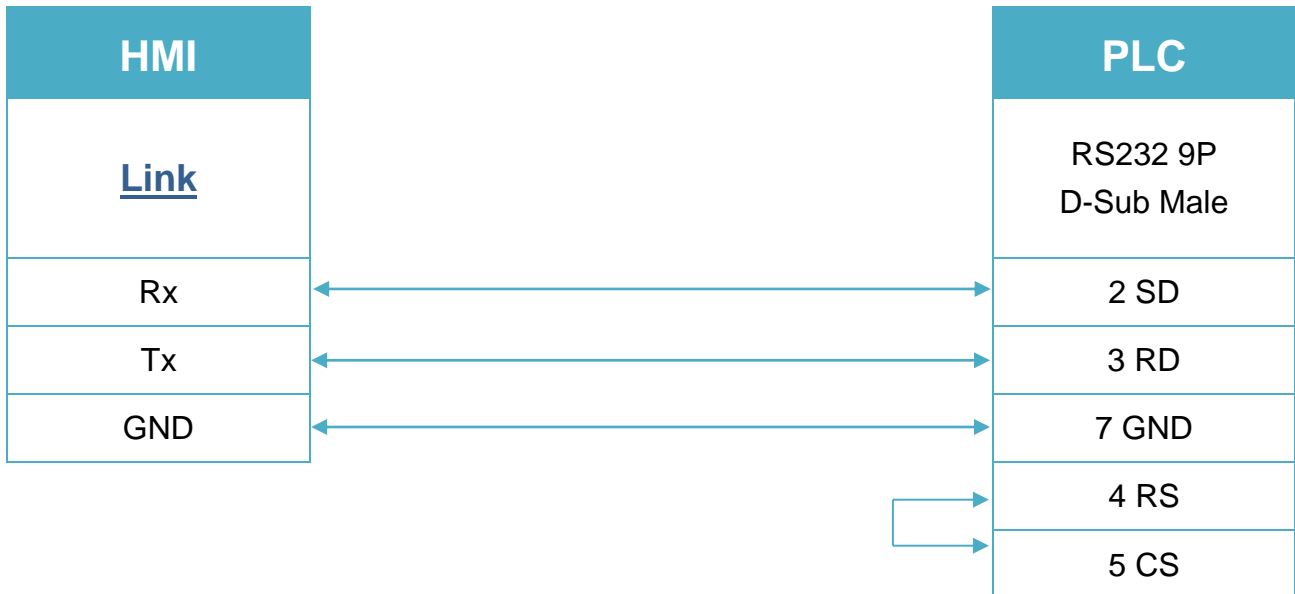 HMI
PLC
Link
RS232 9P
D-Sub Male
Rx
2 SD
Tx
3 RD
GND
7 GND
4 RS
5 CS